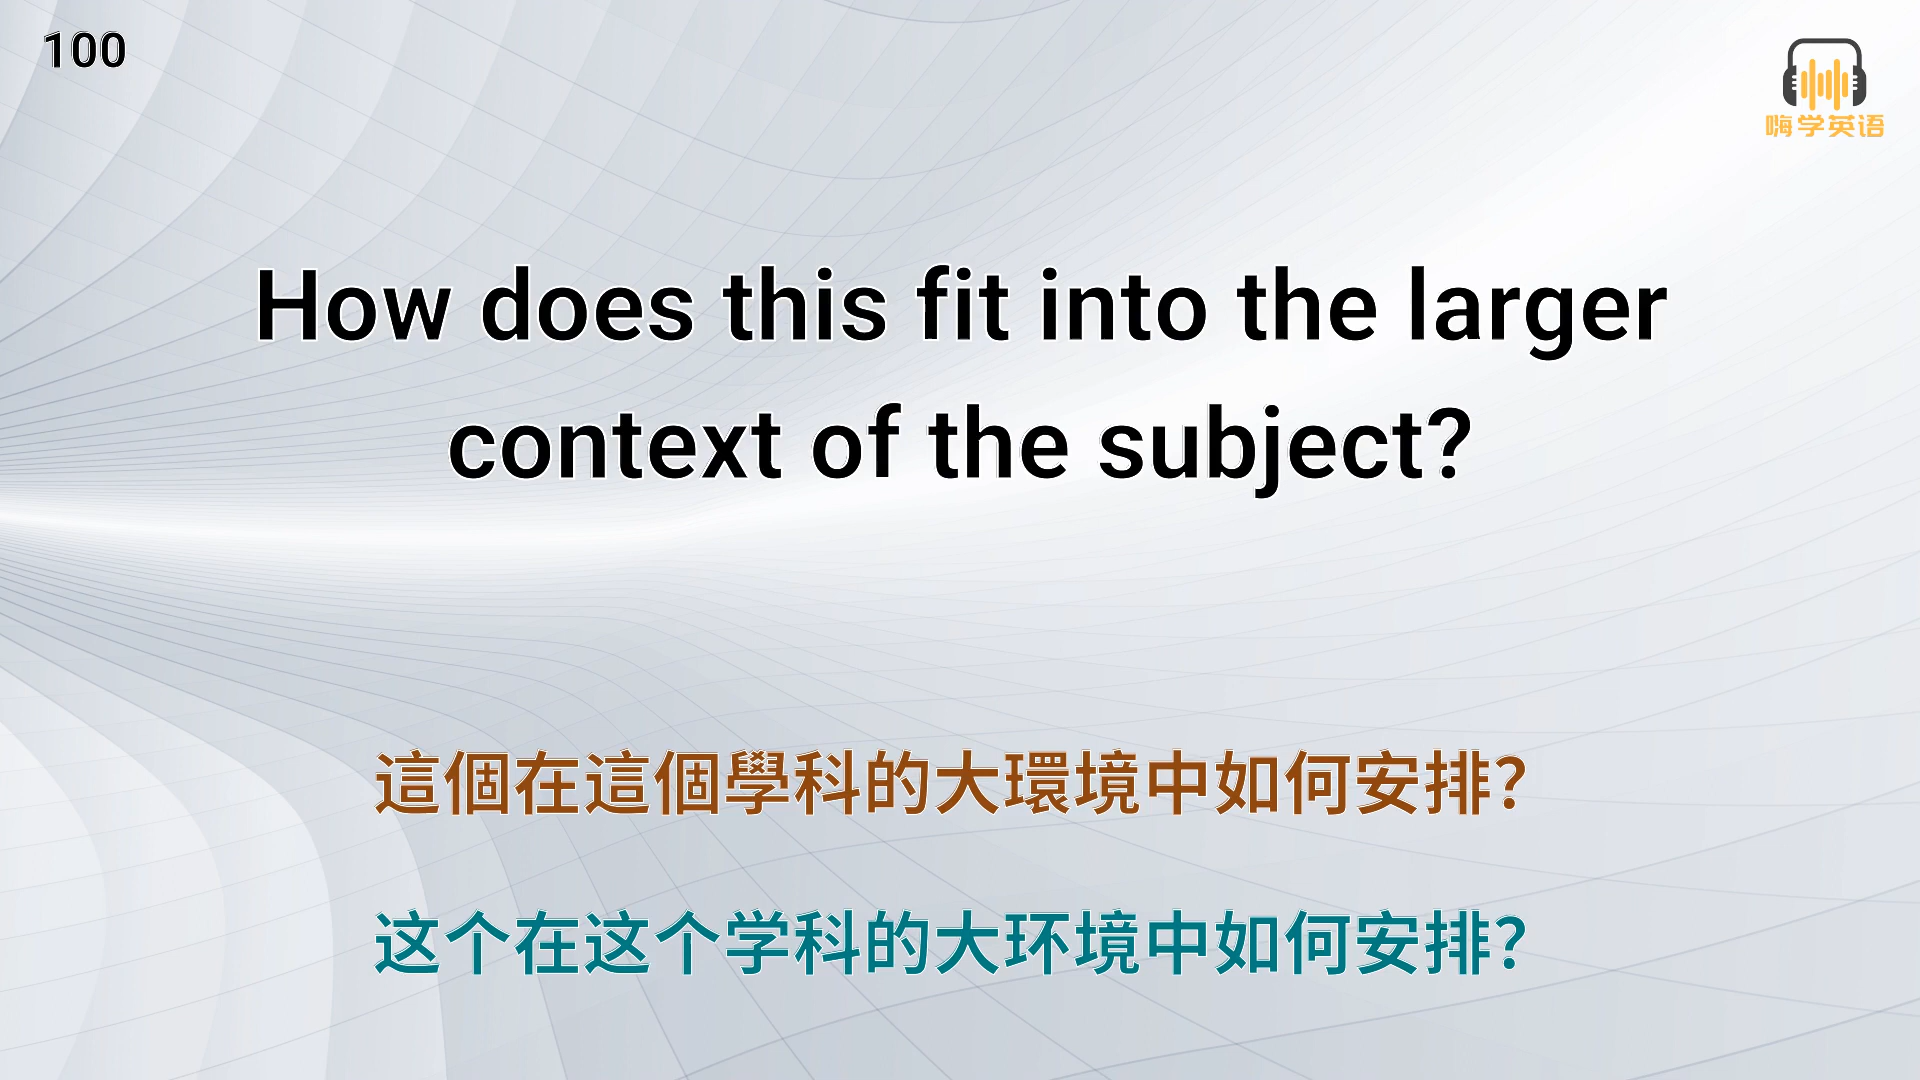 100
嗨学英语
How does this fit into the larger
context of the subject?
這個在這個學科的大環境中如何安排？
这个在这个学科的大环境中如何安排？